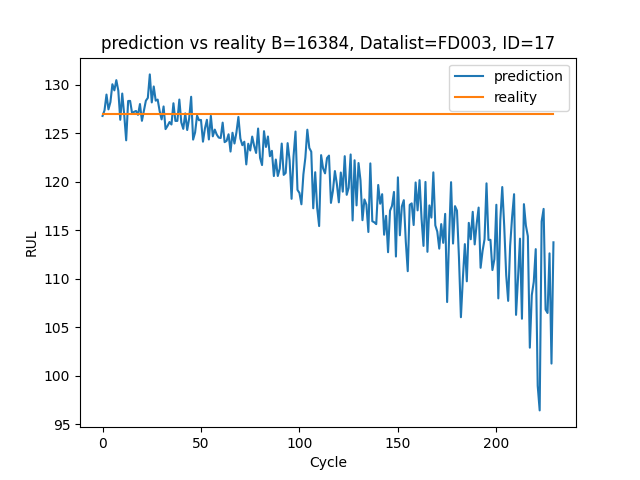 prediction vs reality B=16384, Datalist=FD003, ID=17
prediction
reality
130
125
120
115
110
105
100
95
RUL
0
50
100
150
200
Cycle